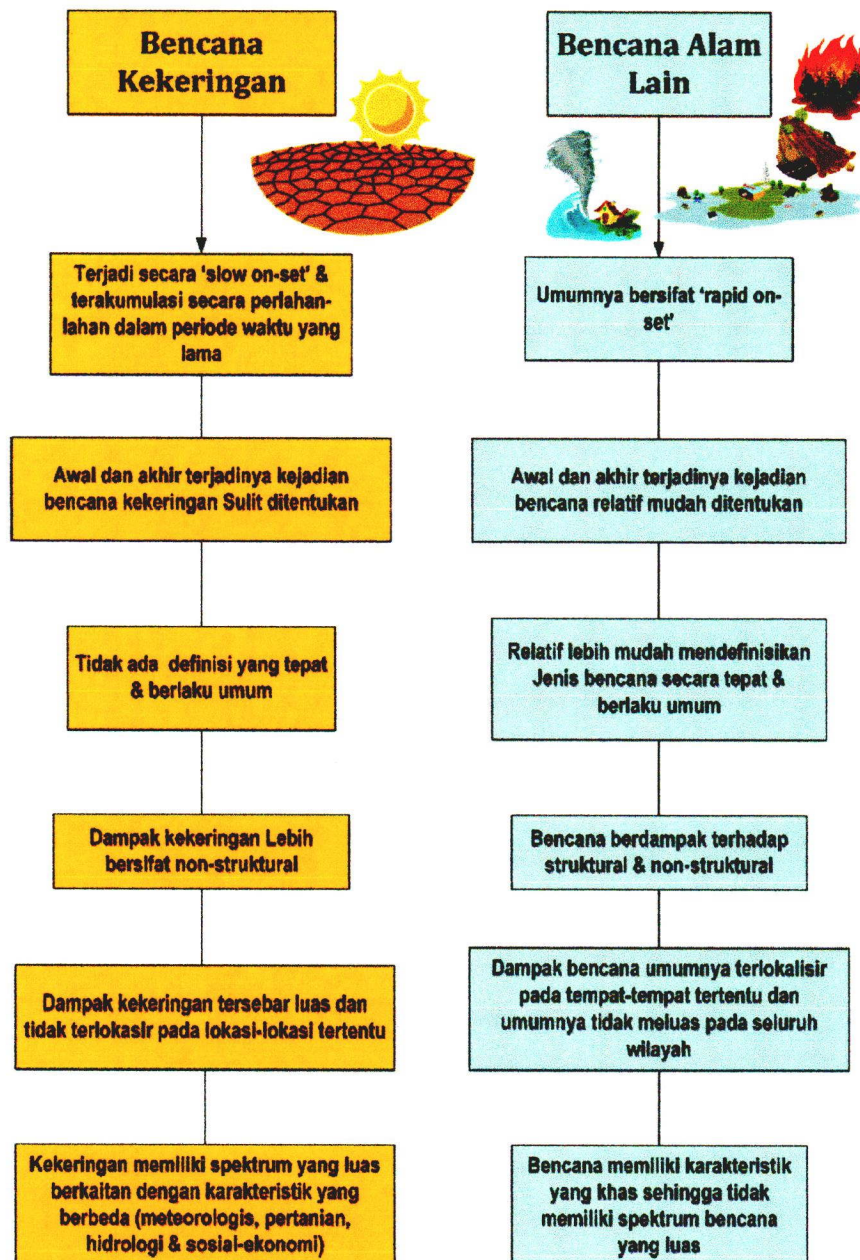 Bencana
Kekeringan
Terjadi secara 'slow on-set' &
terakumulasi secara perlahan-
lahan dalam periode waktu yang
lama
Awal dan akhir terjadinya kejadian
bencana kekeringan Sulit ditentukan
Tidak ada definisi yang tepat
& berlaku umum
Dampak kekeringan Lebih
bersifat non-struktural
Dampak kekeringan tersebar luas dan
tidak terlokasir pada lokasi-lokasi tertentu
Kekeringan memiliki spektrum yang luas
berkaitan dengan karakteristik yang
berbeda (meteorologis, pertanian,
hidrologi & sosial-ekonomi)
Bencana Alam
Lain
Umumnya bersifat 'rapid on-
set'
Awal dan akhir terjadinya kejadian
bencana relatif mudah ditentukan
Relatif lebih mudah mendefinisikan
Jenis bencana secara tepat &
berlaku umum
Bencana berdampak terhadap
struktural & non-struktural
Dampak bencana umumnya terlokalisir
pada tempat-tempat tertentu dan
umumnya tidak meluas pada seluruh
wilayah
Bencana memiliki karakteristik
yang khas sehingga tidak
memiliki spektrum bencana
yang luas